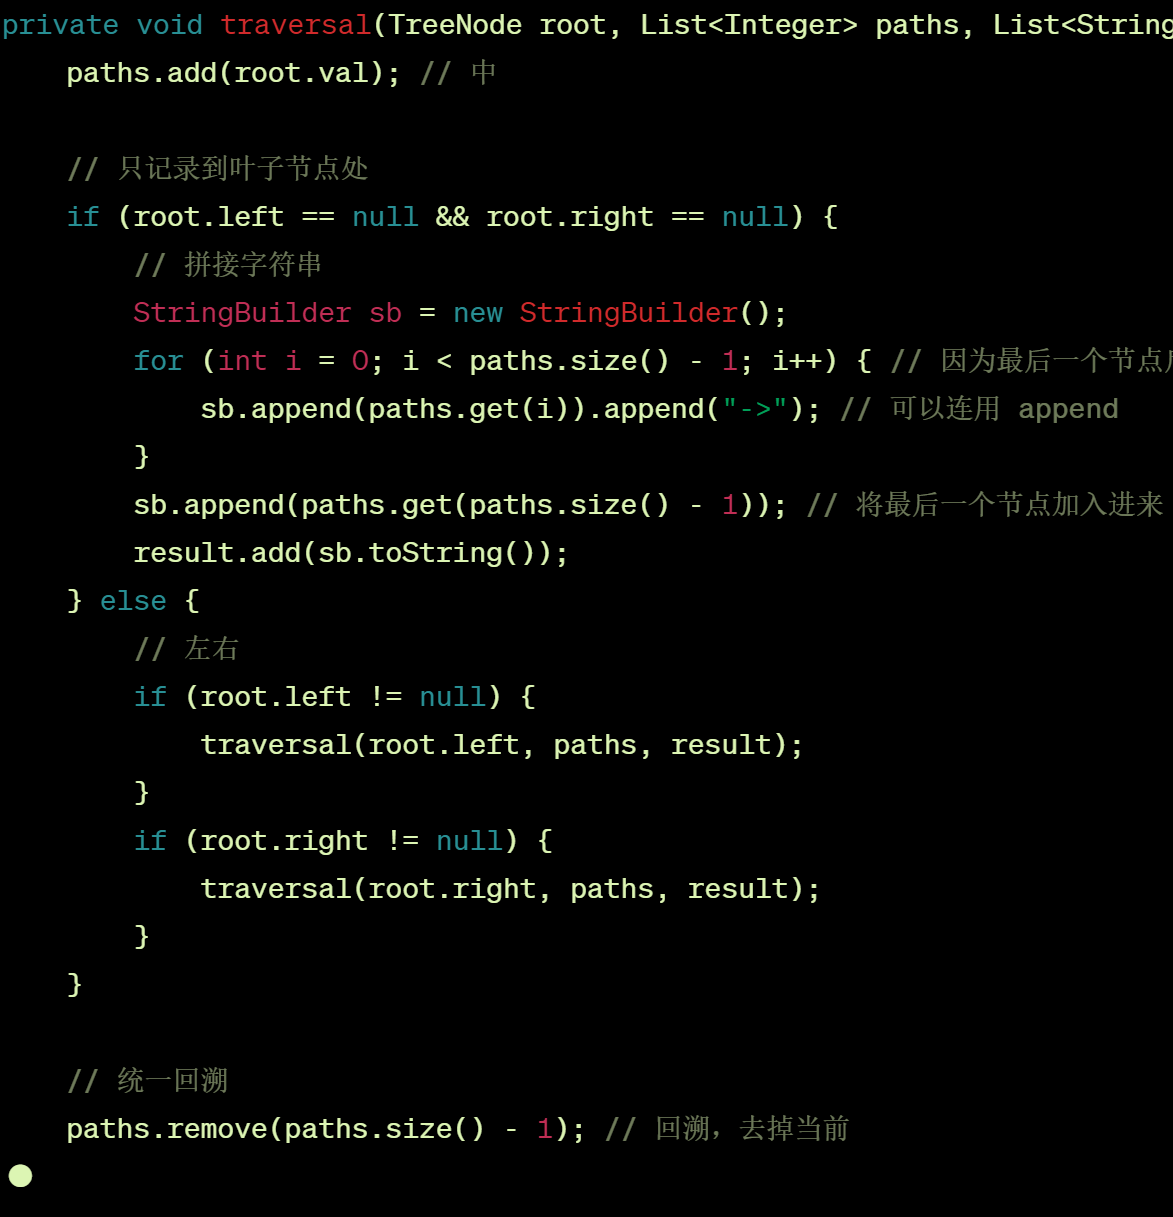 private void traversal(TreeNode root, List<Integer> paths, List<String
paths.add(root.val); // 中
// 只记录到叶子节点处
if (root.left == null && root.right == null) {
// 拼接字符串
StringBuilder sb = new StringBuilder();
for (int i = 0; i < paths.size() - 1; i++) { // 因为最后一个节点
sb.append(paths.get(i)).append("->"); // 可以连用 append
}
sb.append(paths.get(paths.size() - 1)); // 将最后一个节点加入进来
result.add(sb.toString());
} else {
// 左右
if (root.left != null) {
traversal(root.left, paths, result);
}
if (root.right != null) {
traversal(root.right, paths, result);
}
}
// 统一回溯
paths.remove(paths.size() - 1); // 回溯，去掉当前